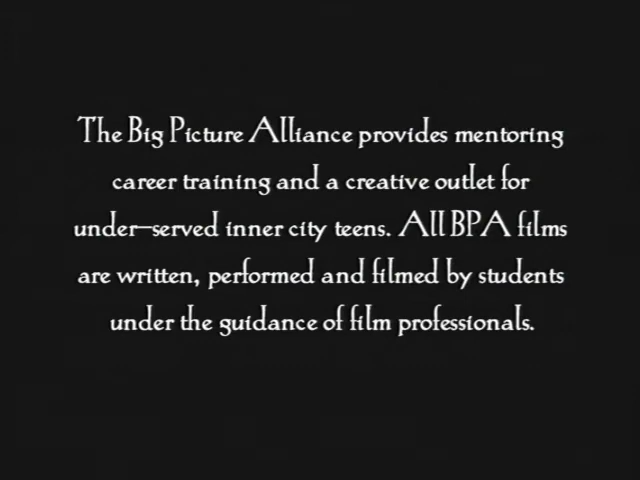 The Big Picture Alliance provides mentoring
career training and a creative outlet for
under-served inner city teens. All BPA films
are written, performed and filmed by students
under the guidance of film professionals.